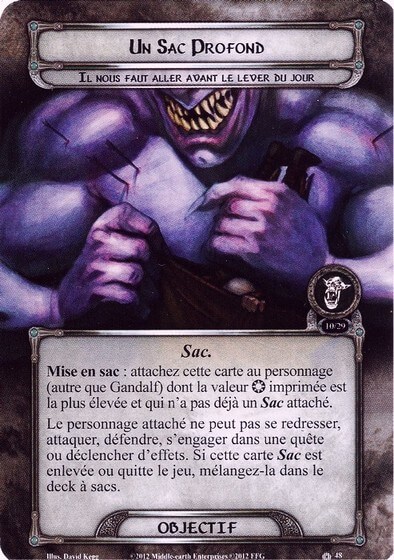 Un Sac Profond
Il nous faut aller avant le lever du jour
10/29
Sac.
Mise en sac : attachez cette carte au personnage
(autre que Gandalf) dont la valeur imprimée est
la plus élevée et qui n'a pas déjà un Sac attaché.
Le personnage attaché ne peut pas se redresser,
attaquer, défendre, s'engager dans une quête
ou déclencher d'effets. Si cette carte Sac est
enlevée ou quitte le jeu, mélangez-la dans le
deck à sacs.
OBJECTIF
Illus. David Kegg ©2012 Middle-earth Enterprises ©2012 FFG 48